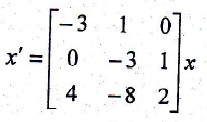 x′ = [ −3 1 0
0 −3 1
4 −8 2 ] x